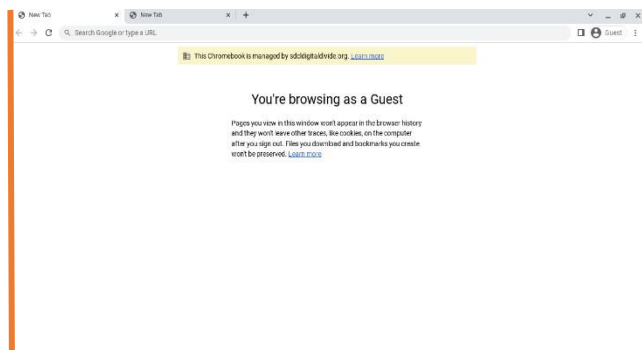 New Tab
New Tab
Search Google or type a URL
Guest
This Chromebook is managed by sdcldigitaldivide.org. Learn more
You're browsing as a Guest
Pages you view in this window won't appear in the browser history
and they won't leave other traces, like cookies, on the computer
after you sign out. Files you download and bookmarks you create
won't be preserved. Learn more